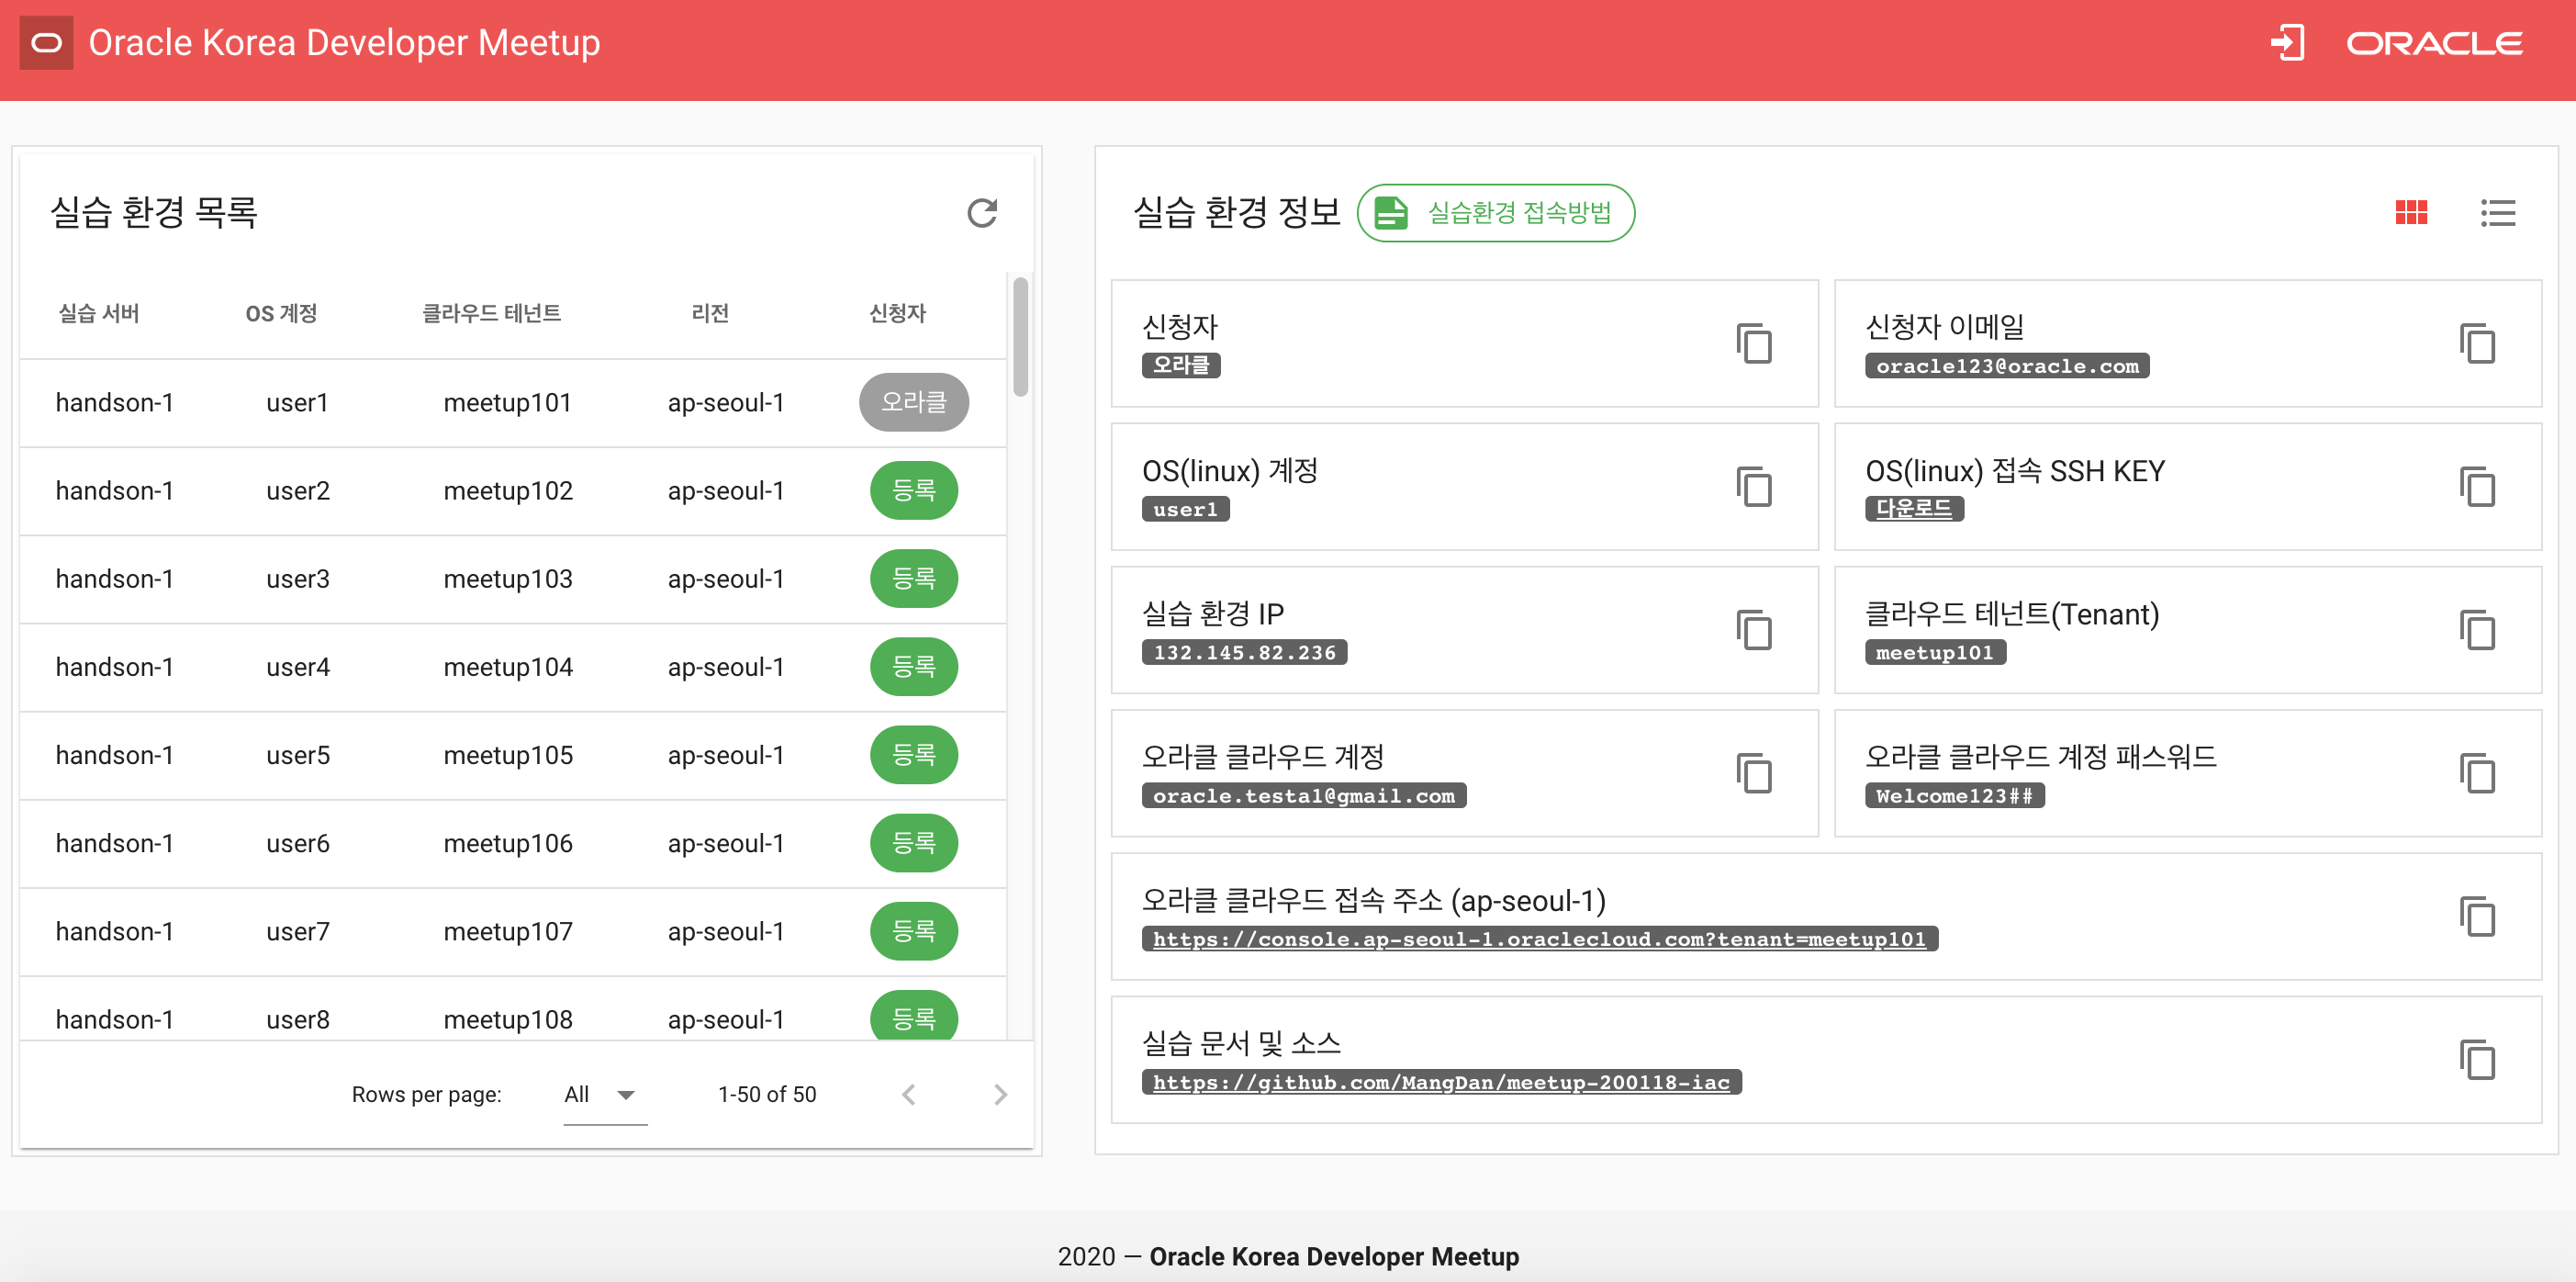 Oracle Korea Developer Meetup
ORACLE
실습 환경 목록
실습 서버 OS 계정 클라우드 테넌트 리전 신청자
handson-1 user1 meetup101 ap-seoul-1 오라클
handson-1 user2 meetup102 ap-seoul-1 등록
handson-1 user3 meetup103 ap-seoul-1 등록
handson-1 user4 meetup104 ap-seoul-1 등록
handson-1 user5 meetup105 ap-seoul-1 등록
handson-1 user6 meetup106 ap-seoul-1 등록
handson-1 user7 meetup107 ap-seoul-1 등록
handson-1 user8 meetup108 ap-seoul-1 등록
Rows per page: All 1-50 of 50
실습 환경 정보 실습환경 접속방법
신청자
오라클
신청자 이메일
oracle123@oracle.com
OS(linux) 계정
user1
OS(linux) 접속 SSH KEY
다운로드
실습 환경 IP
132.145.82.236
클라우드 테넌트(Tenant)
meetup101
오라클 클라우드 계정
oracle.testa1@gmail.com
오라클 클라우드 계정 패스워드
Welcome123##
오라클 클라우드 접속 주소 (ap-seoul-1)
https://console.ap-seoul-1.oraclecloud.com?tenant=meetup101
실습 문서 및 소스
https://github.com/MangDan/meetup-200118-iac
2020 — Oracle Korea Developer Meetup